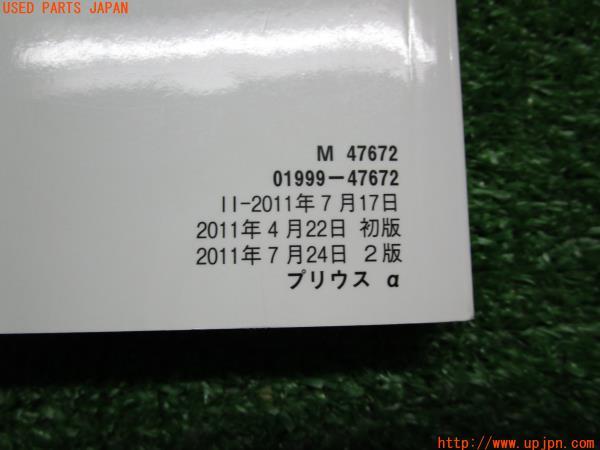 USED PARTS JAPAN
M 47672
01999-47672
II-2011年7月17日
2011年4月22日 初版
2011年7月24日 2版
プリウス α
http://www.upjpn.com